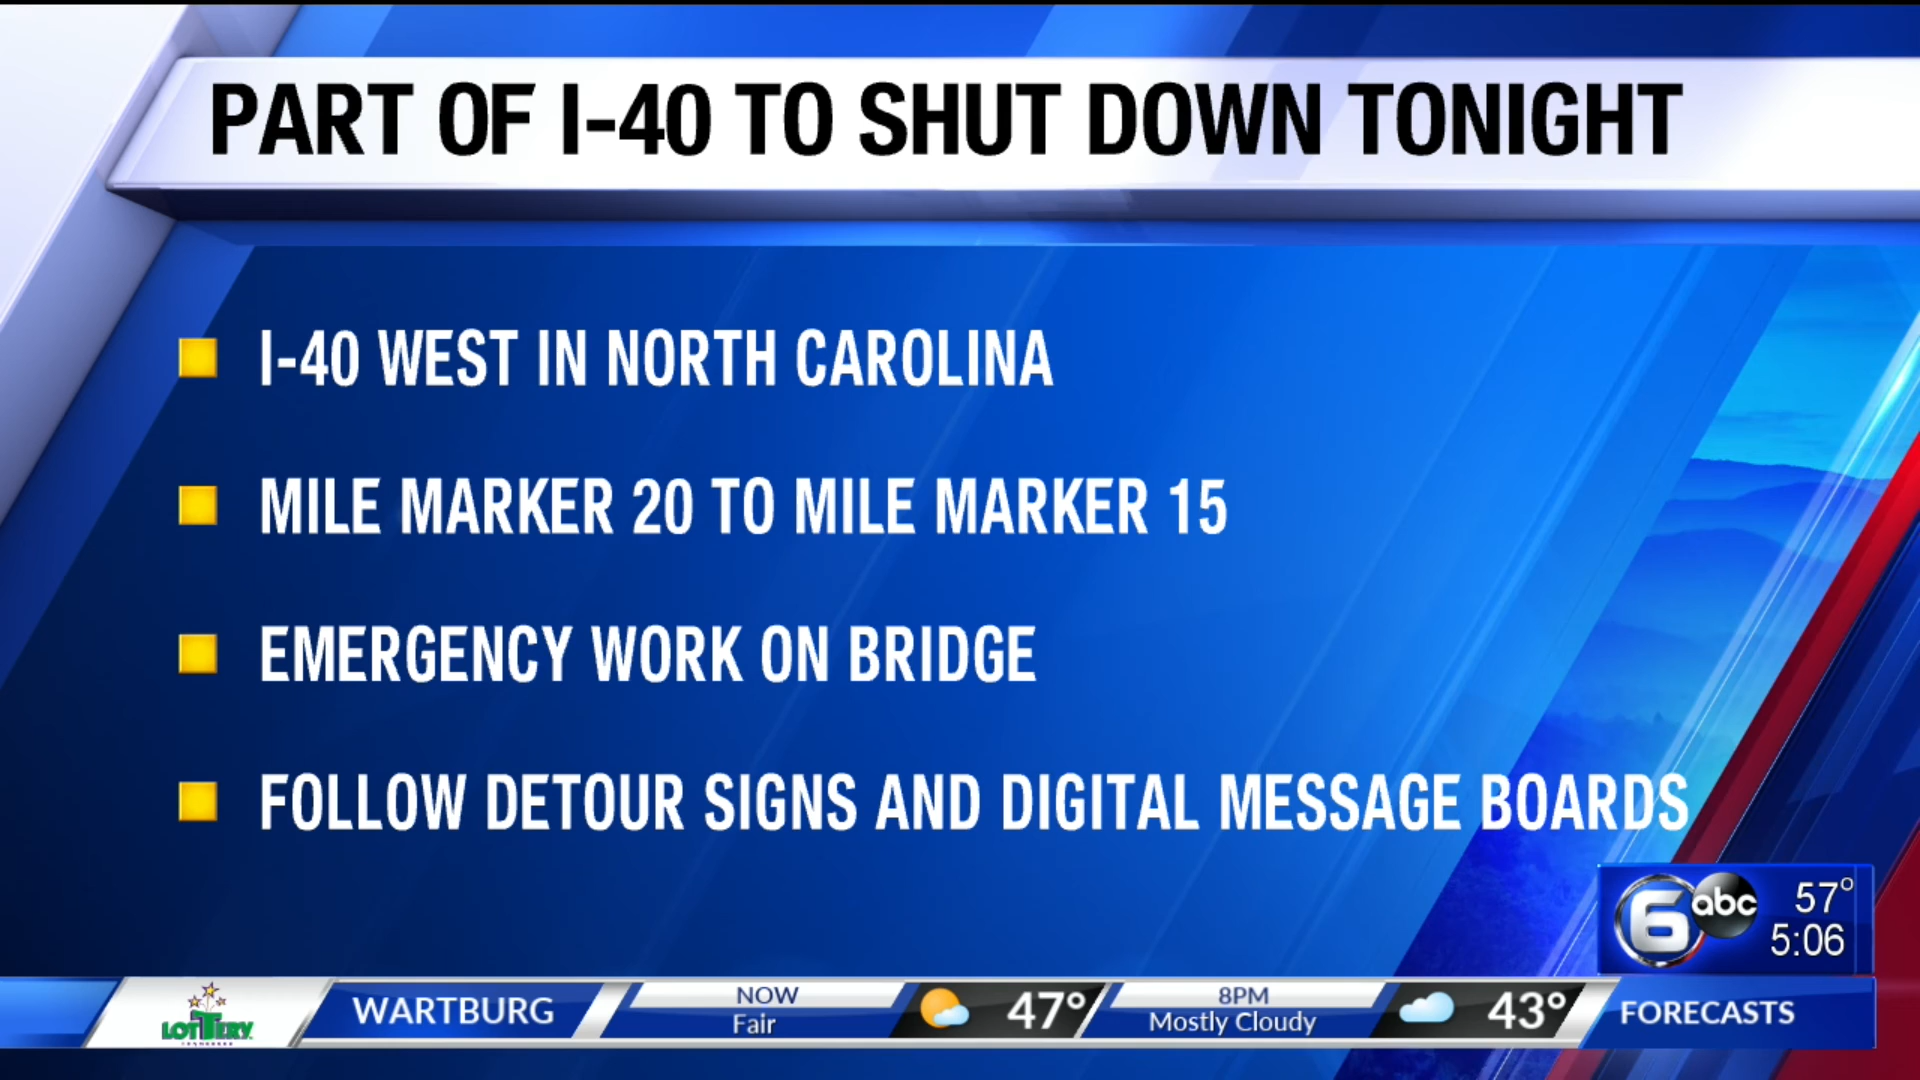 PART OF I-40 TO SHUT DOWN TONIGHT
I-40 WEST IN NORTH CAROLINA
MILE MARKER 20 TO MILE MARKER 15
EMERGENCY WORK ON BRIDGE
FOLLOW DETOUR SIGNS AND DIGITAL MESSAGE BOARDS
6 abc 57°
5:06
LOTTERY
TENNESSEE
WARTBURG
NOW
Fair
47°
8PM
Mostly Cloudy
43°
FORECASTS